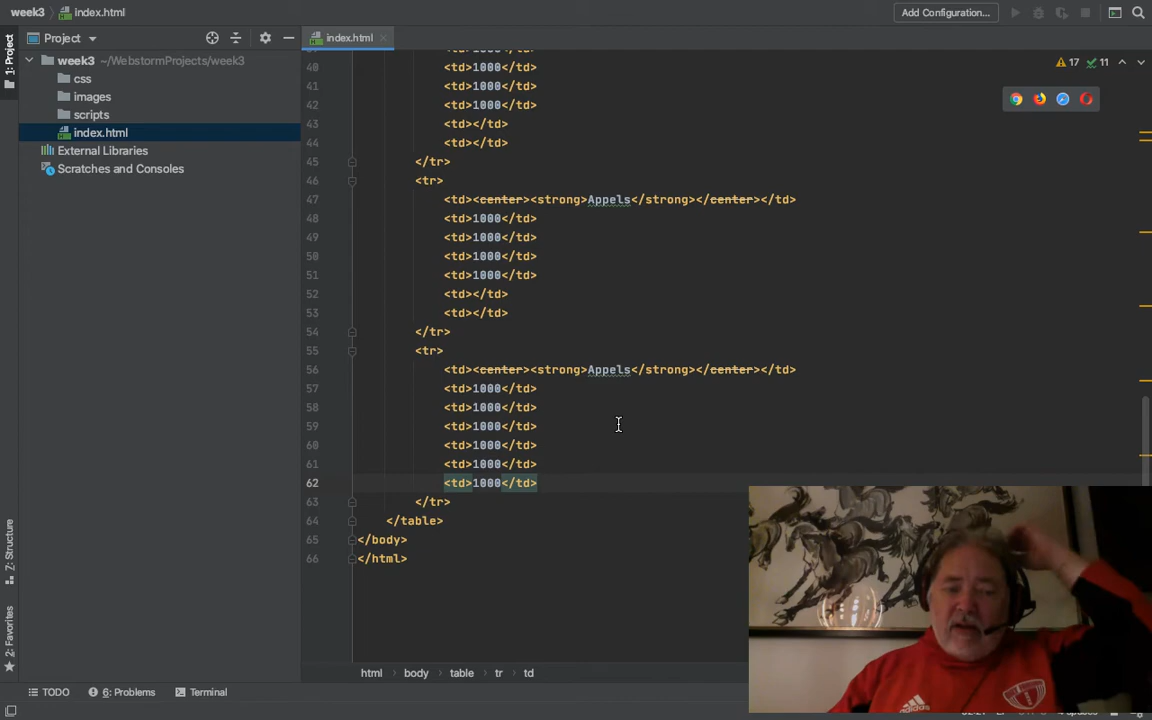 week3 index.html Add Configuration...
Project index.html
1: Project
week3 ~/WebstormProjects/week3
css
images
scripts
index.html
External Libraries
Scratches and Consoles
17 11
40 <td>1000</td>
41 <td>1000</td>
42 <td>1000</td>
43 <td></td>
44 <td></td>
45 </tr>
46 <tr>
47 <td><center><strong>Appels</strong></center></td>
48 <td>1000</td>
49 <td>1000</td>
50 <td>1000</td>
51 <td>1000</td>
52 <td></td>
53 <td></td>
54 </tr>
55 <tr>
56 <td><center><strong>Appels</strong></center></td>
57 <td>1000</td>
58 <td>1000</td>
59 <td>1000</td>
60 <td>1000</td>
61 <td>1000</td>
62 <td>1000</td>
63 </tr>
64 </table>
65 </body>
66 </html>
Z: Structure
2: Favorites
html body table tr td
TODO 6: Problems Terminal